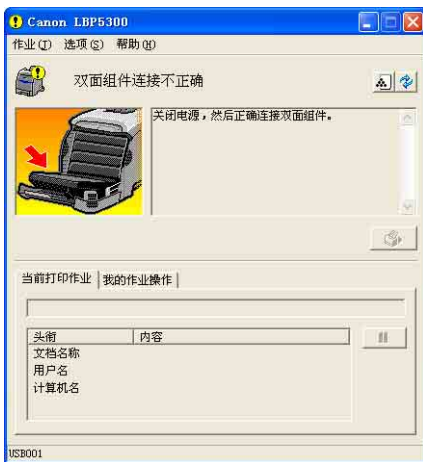 Canon LBP5300
作业(J) 选项(S) 帮助(H)
双面组件连接不正确
关闭电源,然后正确连接双面组件。
当前打印作业 我的作业操作
头衔 内容
文档名称
用户名
计算机名
USB001